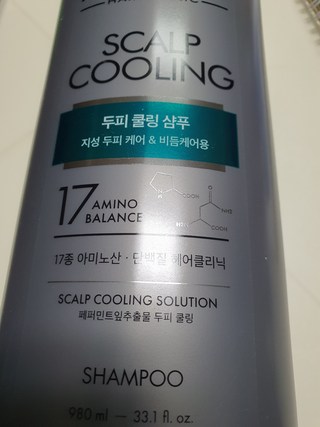 SCALP
COOLING
두피 쿨링 샴푸
지성 두피 케어 & 비듬케어용
17 AMINO
BALANCE
17종 아미노산 · 단백질 헤어클리닉
SCALP COOLING SOLUTION
페퍼민트잎추출물 두피 쿨링
SHAMPOO
980 ml — 33.1 fl. oz.